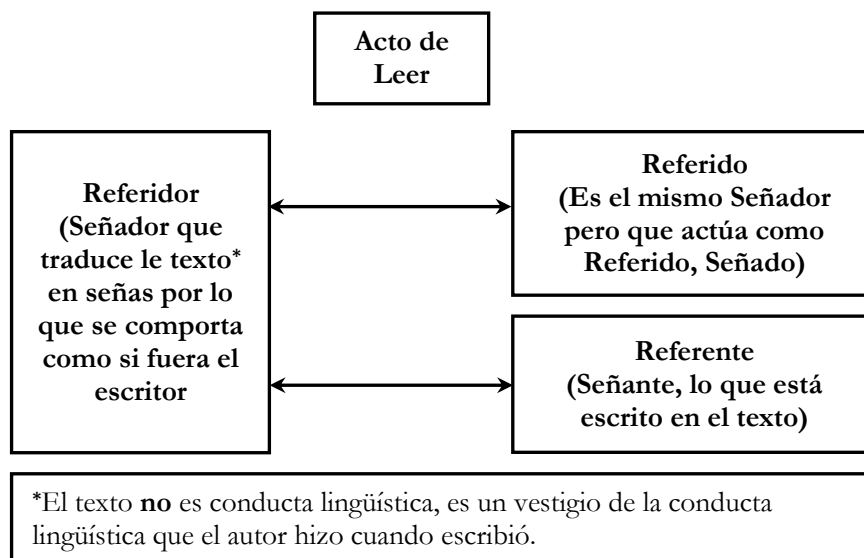 Acto de
Leer
Referidor
(Señador que
traduce le texto*
en señas por lo
que se comporta
como si fuera el
escritor
Referido
(Es el mismo Señador
pero que actúa como
Referido, Señado)
Referente
(Señante, lo que está
escrito en el texto)
*El texto no es conducta lingüística, es un vestigio de la conducta
lingüística que el autor hizo cuando escribió.